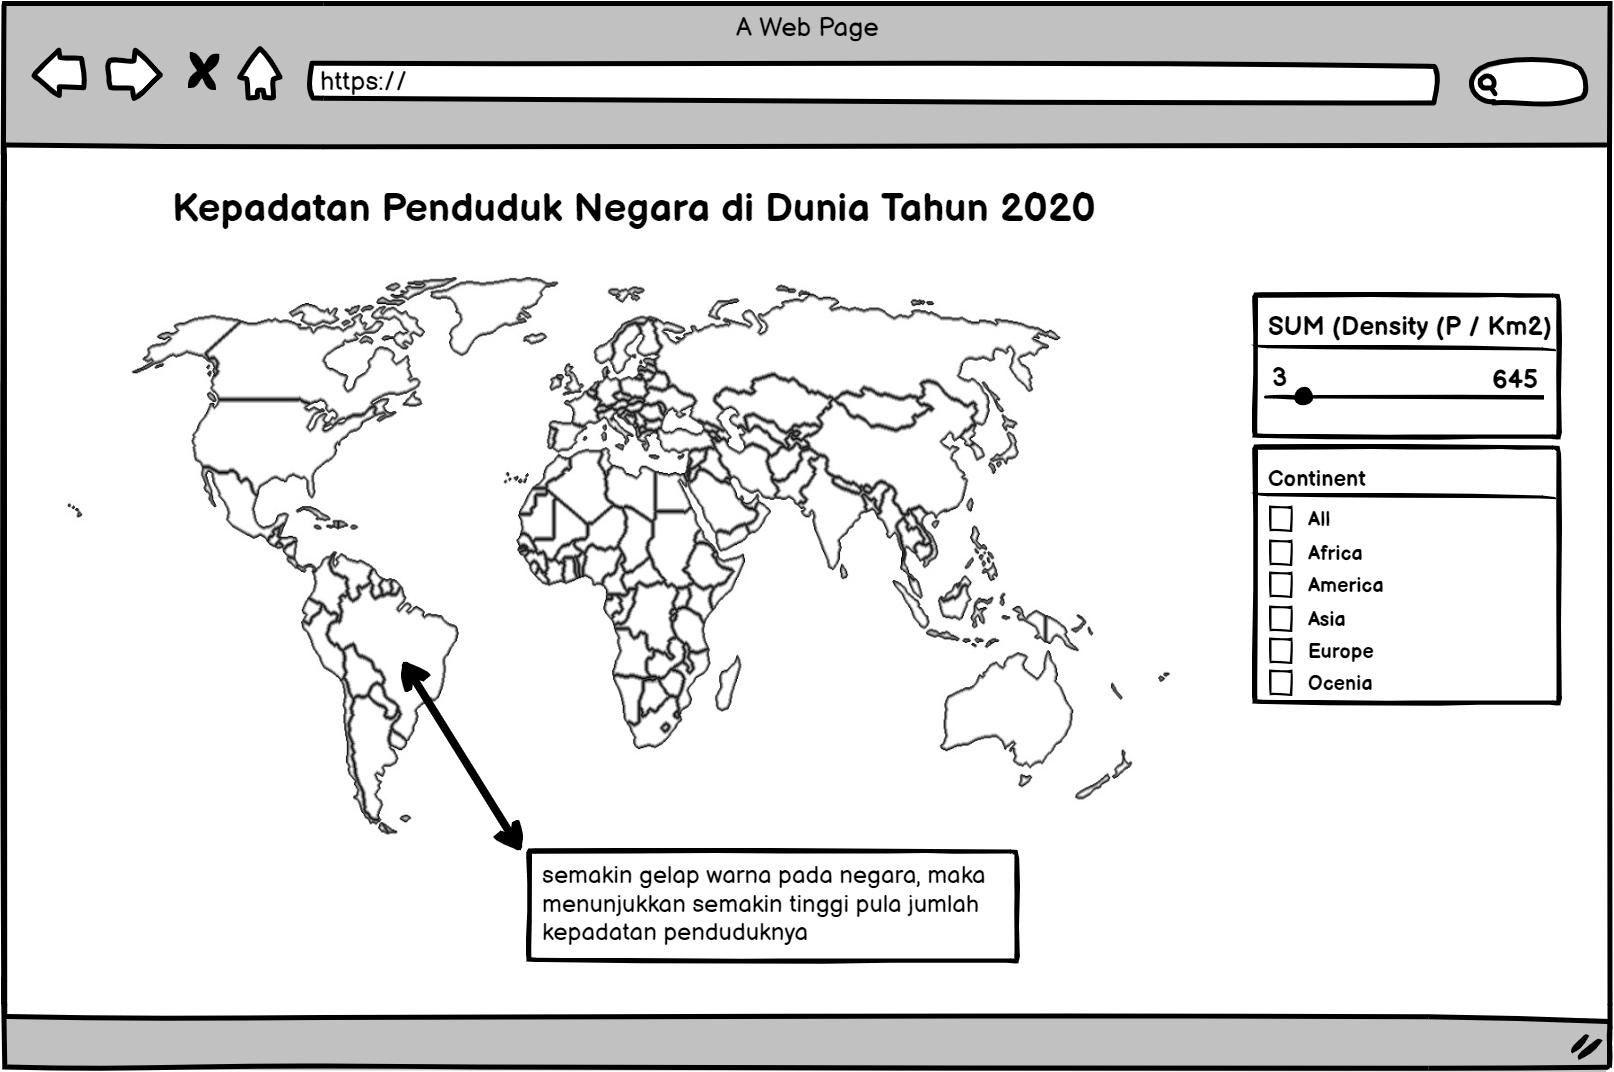 A Web Page
https://
Kepadatan Penduduk Negara di Dunia Tahun 2020
SUM (Density (P / Km2)
3 645
Continent
All
Africa
America
Asia
Europe
Ocenia
semakin gelap warna pada negara, maka
menunjukkan semakin tinggi pula jumlah
kepadatan penduduknya